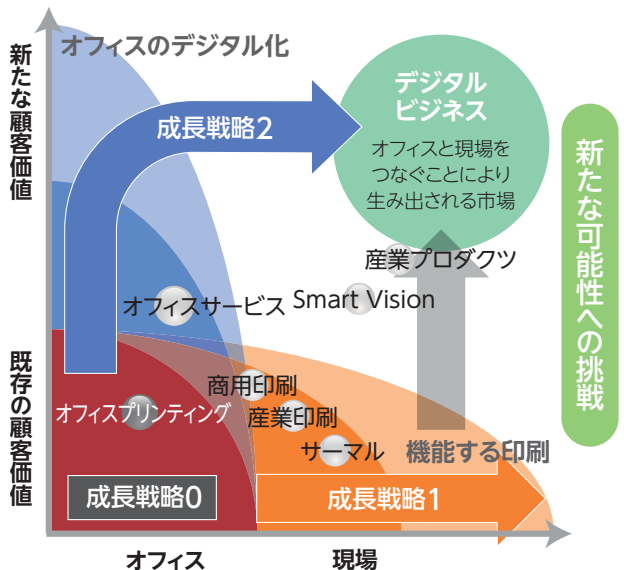 オフィスのデジタル化
新たな顧客価値
成長戦略2
デジタル
ビジネス
オフィスと現場を
つなぐことにより
生み出される市場
新たな可能性への挑戦
産業プロダクツ
オフィスサービス
Smart Vision
既存の顧客価値
商用印刷
オフィスプリンティング
産業印刷
サーマル
機能する印刷
成長戦略0
成長戦略1
オフィス
現場